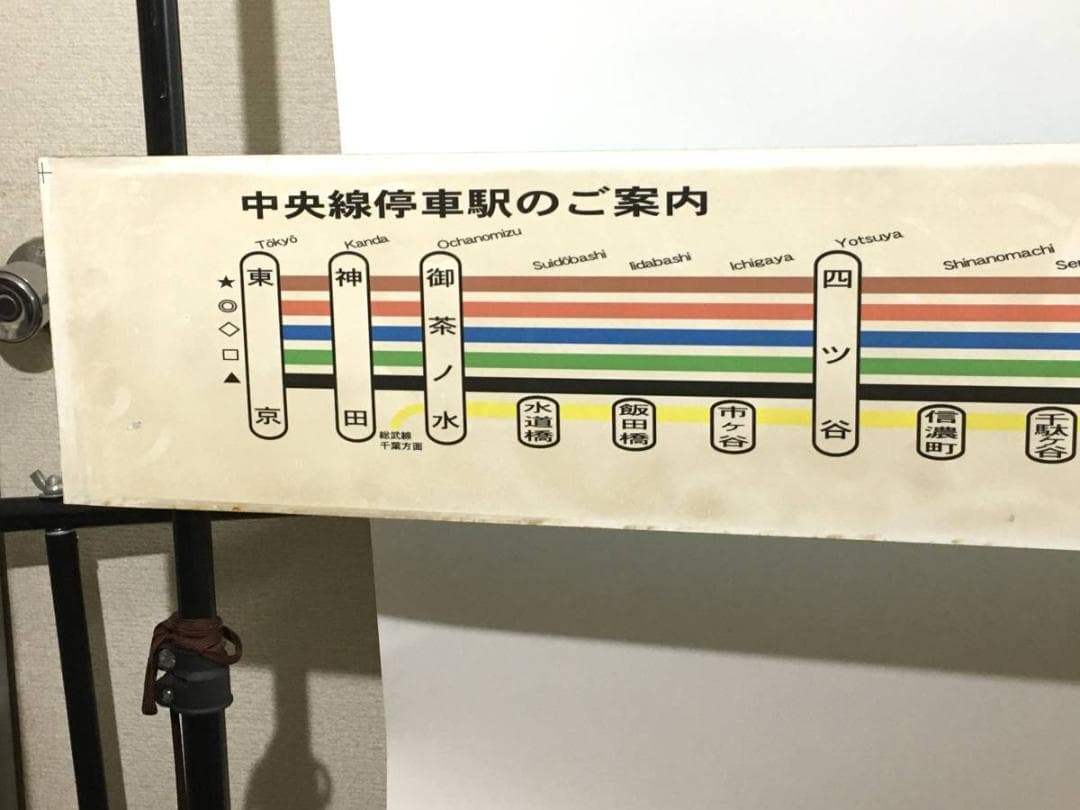 中央線停車駅のご案内
Tōkyō
Kanda
Ochanomizu
Suidōbashi
Iidabashi
Ichigaya
Yotsuya
Shinanomachi
★
◎
◇
□
▲
東京
神田
御茶ノ水
水道橋
飯田橋
市ヶ谷
四ツ谷
信濃町
千駄ヶ谷
総武線
千葉方面